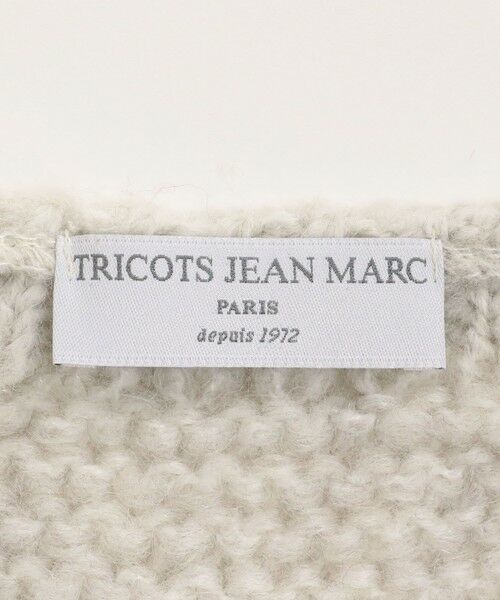 TRICOTS JEAN MARC
PARIS
depuis 1972